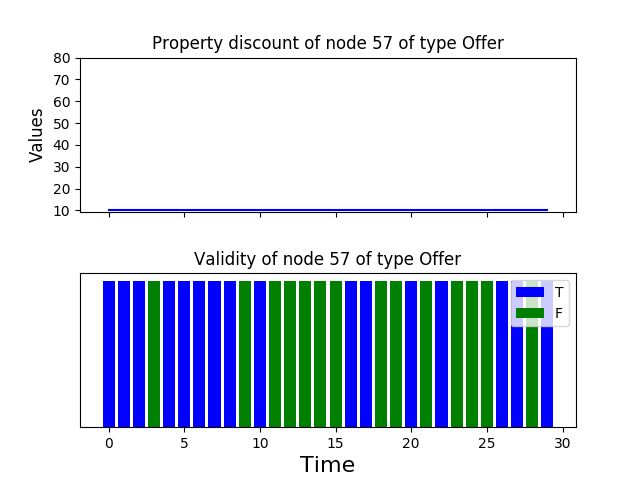 Property discount of node 57 of type Offer
80
70
60
50
40
30
20
10
Values
Validity of node 57 of type Offer
T
F
0 5 10 15 20 25 30
Time